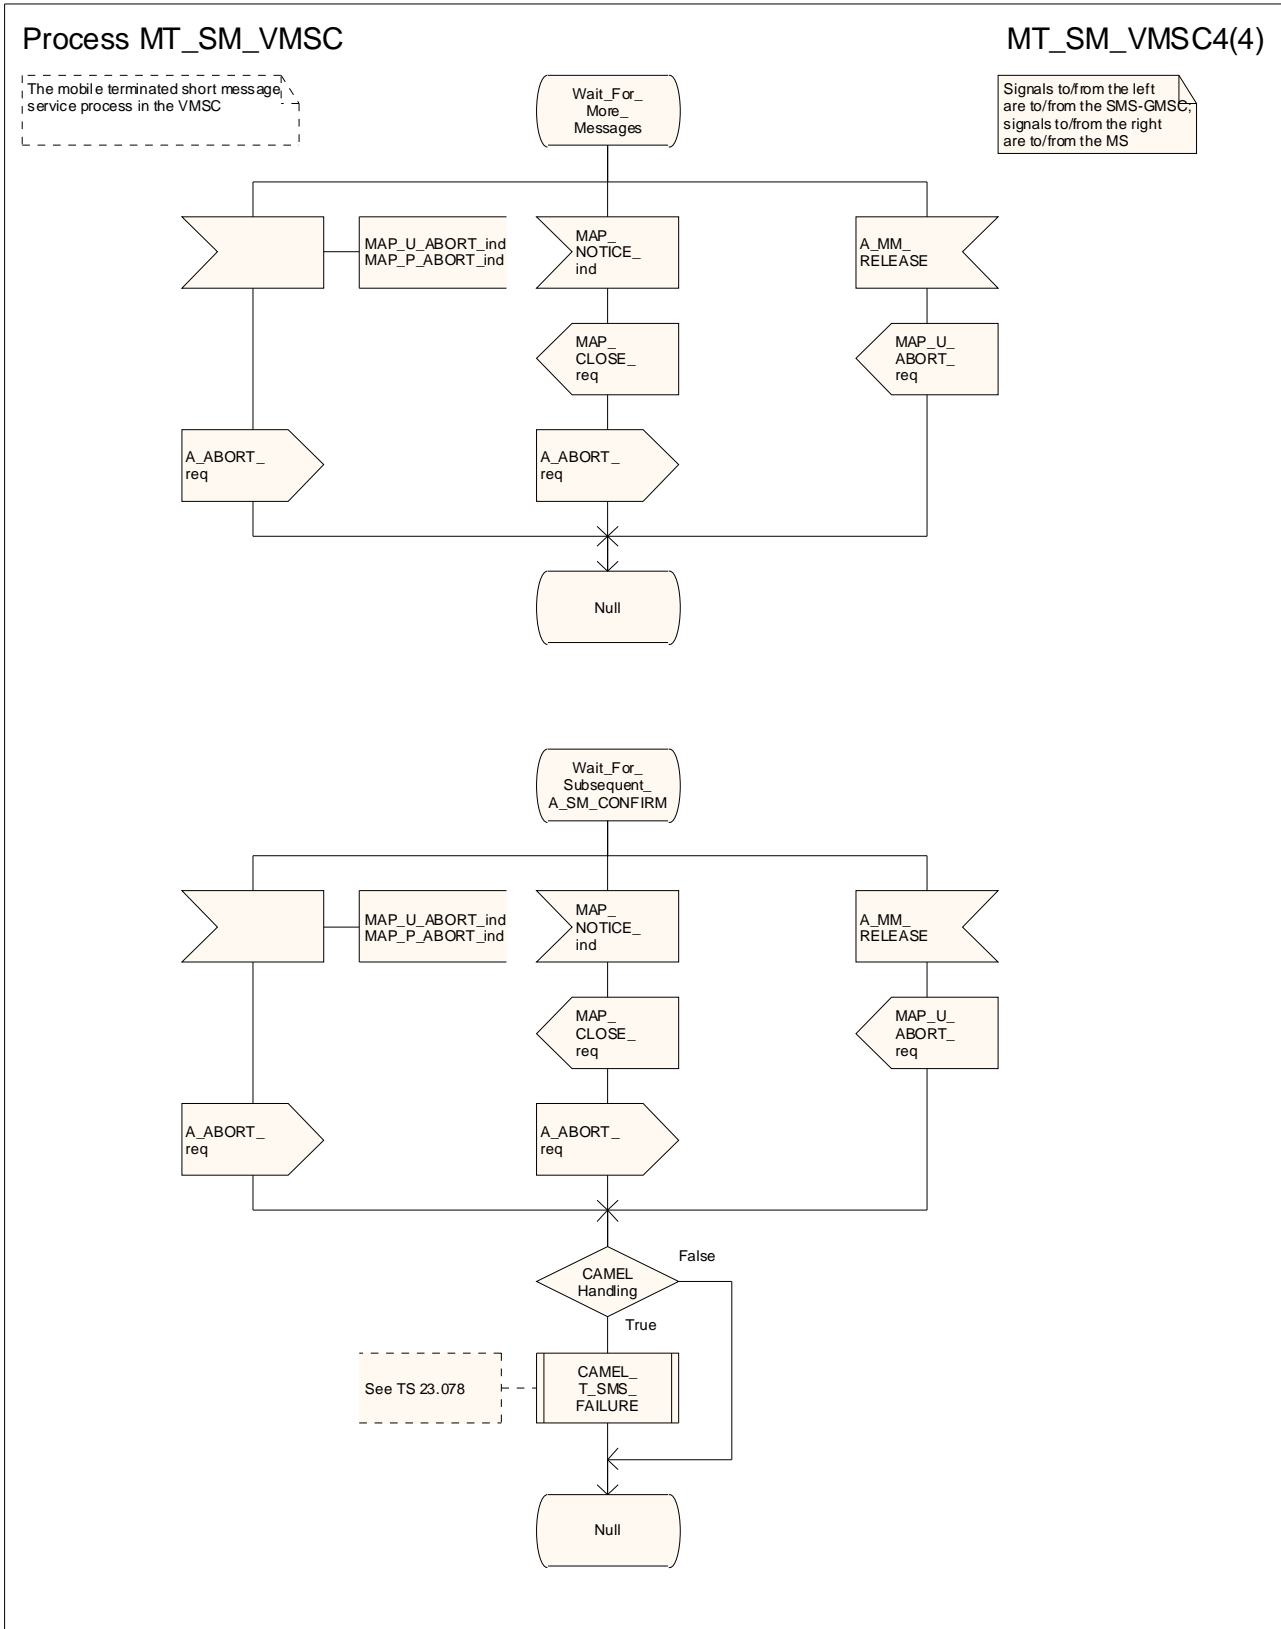 Process MT_SM_VMSC
MT_SM_VMSC4(4)
The mobile terminated short message
service process in the VMSC
Wait_For_
More_
Messages
Signals to/from the left
are to/from the SMS-GMSC;
signals to/from the right
are to/from the MS
MAP_U_ABORT_ind
MAP_P_ABORT_ind
MAP_
NOTICE_
ind
A_MM_
RELEASE
MAP_
CLOSE_
req
MAP_U_
ABORT_
req
A_ABORT_
req
A_ABORT_
req
Null
Wait_For_
Subsequent_
A_SM_CONFIRM
MAP_U_ABORT_ind
MAP_P_ABORT_ind
MAP_
NOTICE_
ind
A_MM_
RELEASE
MAP_
CLOSE_
req
MAP_U_
ABORT_
req
A_ABORT_
req
A_ABORT_
req
False
CAMEL
Handling
True
See TS 23.078
CAMEL_
T_SMS_
FAILURE
Null